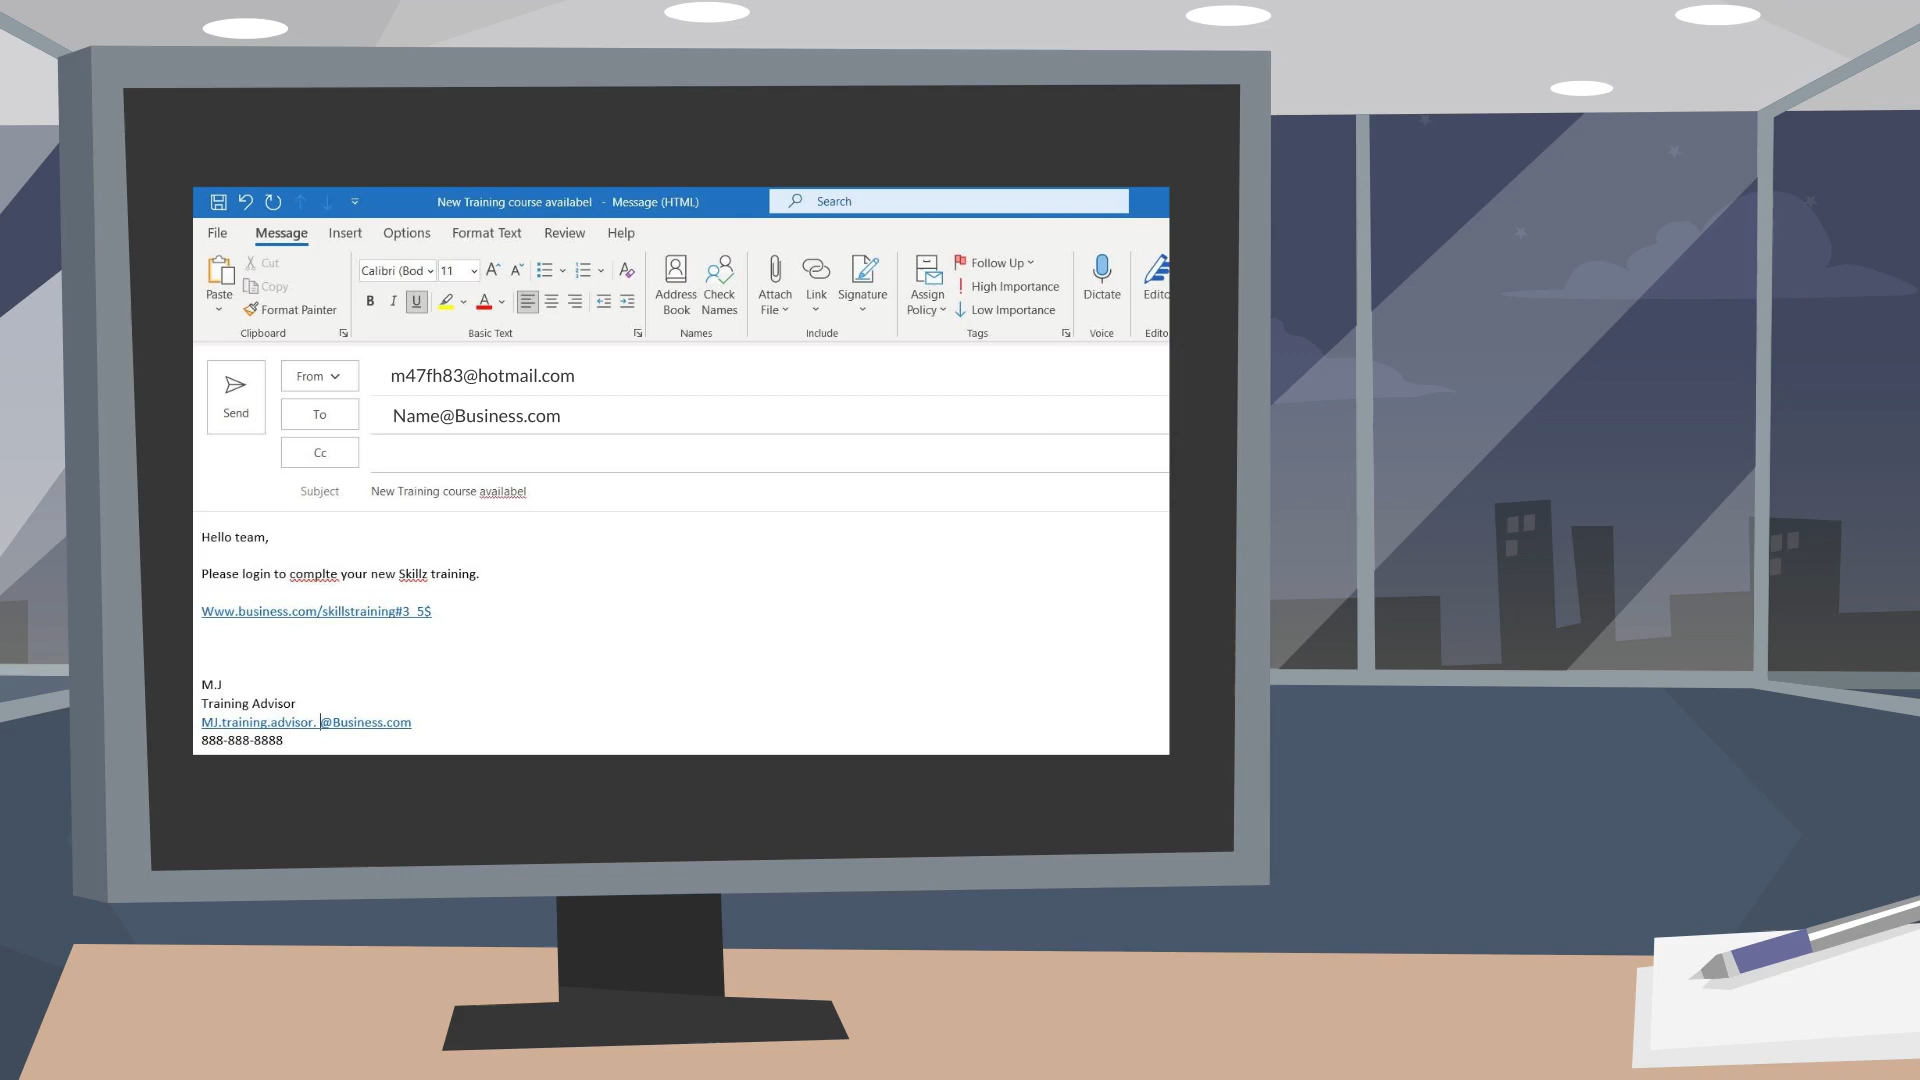 New Training course availabel - Message (HTML)
Search
File Message Insert Options Format Text Review Help
Paste
Cut
Copy
Format Painter
Clipboard
Calibri (Bod 11
B I U
Basic Text
Address Book
Check Names
Names
Attach File
Link
Signature
Include
Assign Policy
Follow Up
High Importance
Low Importance
Tags
Dictate
Voice
Edito
Edito
Send
From m47fh83@hotmail.com
To Name@Business.com
Cc
Subject New Training course availabel
Hello team,
Please login to complte your new Skillz training.
Www.business.com/skillstraining#3_5$
M.J
Training Advisor
MJ.training.advisor. @Business.com
888-888-8888